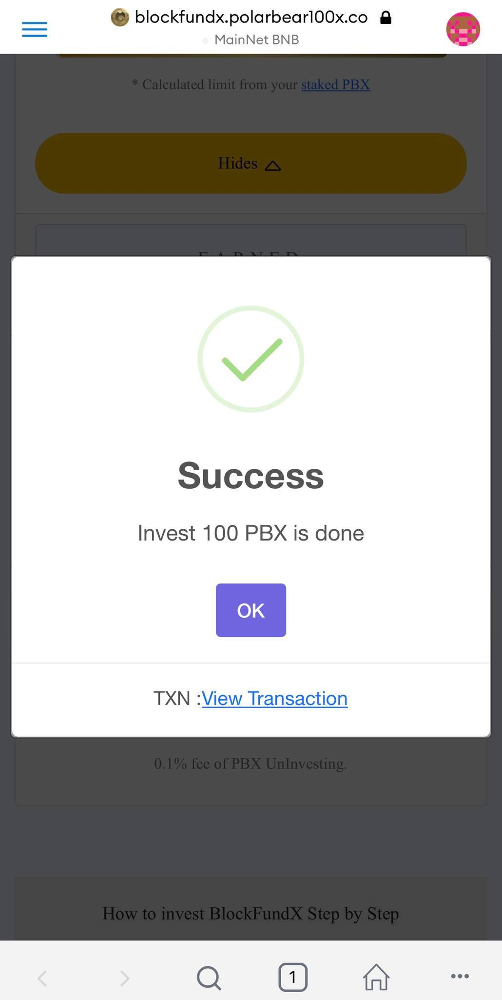 blockfundx.polarbear100x.co
MainNet BNB
* Calculated limit from your staked PBX
Hides
EARNED
Success
Invest 100 PBX is done
OK
TXN :View Transaction
0.1% fee of PBX UnInvesting.
How to invest BlockFundX Step by Step
1